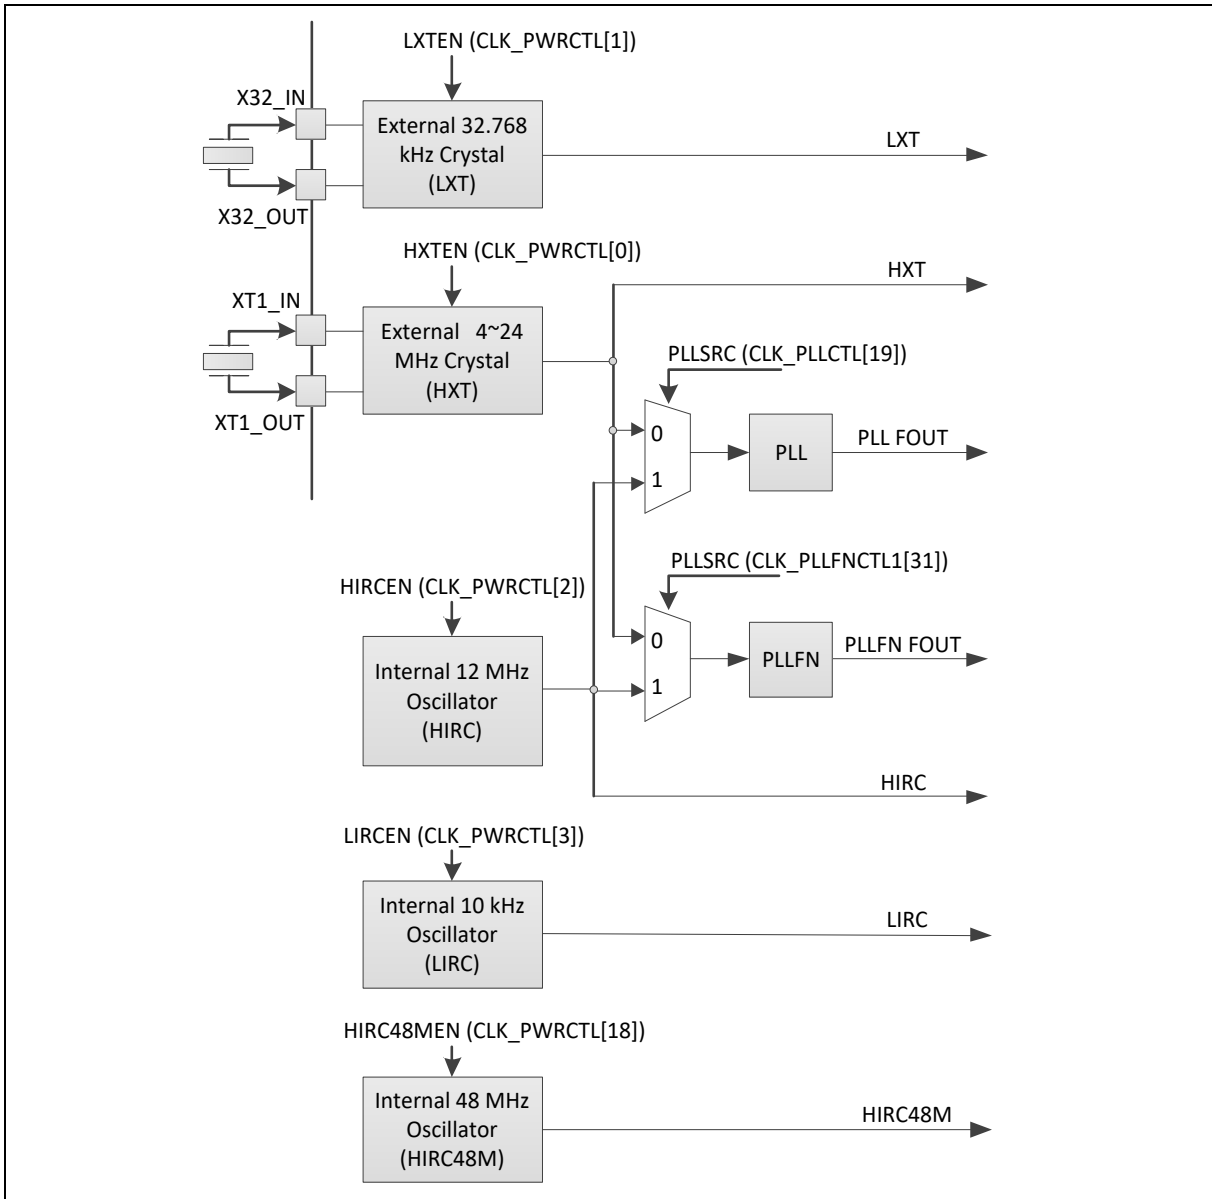 LXTEN (CLK_PWRCTL[1])
X32_IN
External 32.768
kHz Crystal
(LXT)
LXT
X32_OUT
HXTEN (CLK_PWRCTL[0])
HXT
XT1_IN
External 4~24
MHz Crystal
(HXT)
XT1_OUT
PLLSRC (CLK_PLLCTL[19])
0
1
PLL
PLL FOUT
PLLSRC (CLK_PLLFNCTL1[31])
0
1
PLLFN
PLLFN FOUT
HIRCEN (CLK_PWRCTL[2])
Internal 12 MHz
Oscillator
(HIRC)
HIRC
LIRCEN (CLK_PWRCTL[3])
Internal 10 kHz
Oscillator
(LIRC)
LIRC
HIRC48MEN (CLK_PWRCTL[18])
Internal 48 MHz
Oscillator
(HIRC48M)
HIRC48M